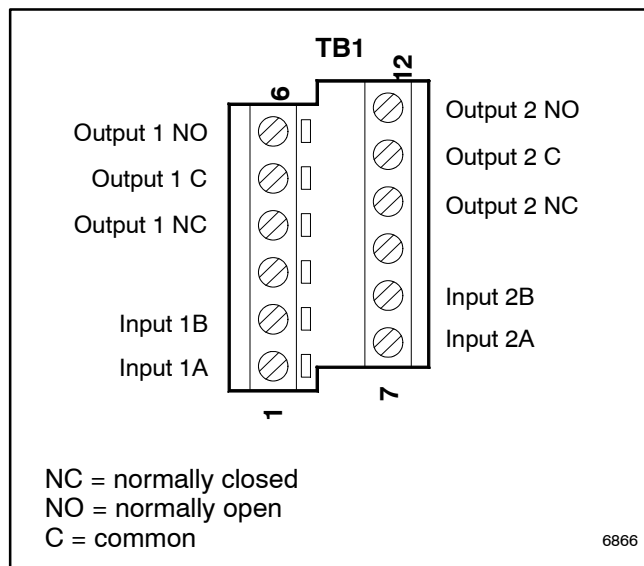 TB1
6
12
Output 1 NO
Output 1 C
Output 1 NC
Input 1B
Input 1A
Output 2 NO
Output 2 C
Output 2 NC
Input 2B
Input 2A
1
7
NC = normally closed
NO = normally open
C = common
6866